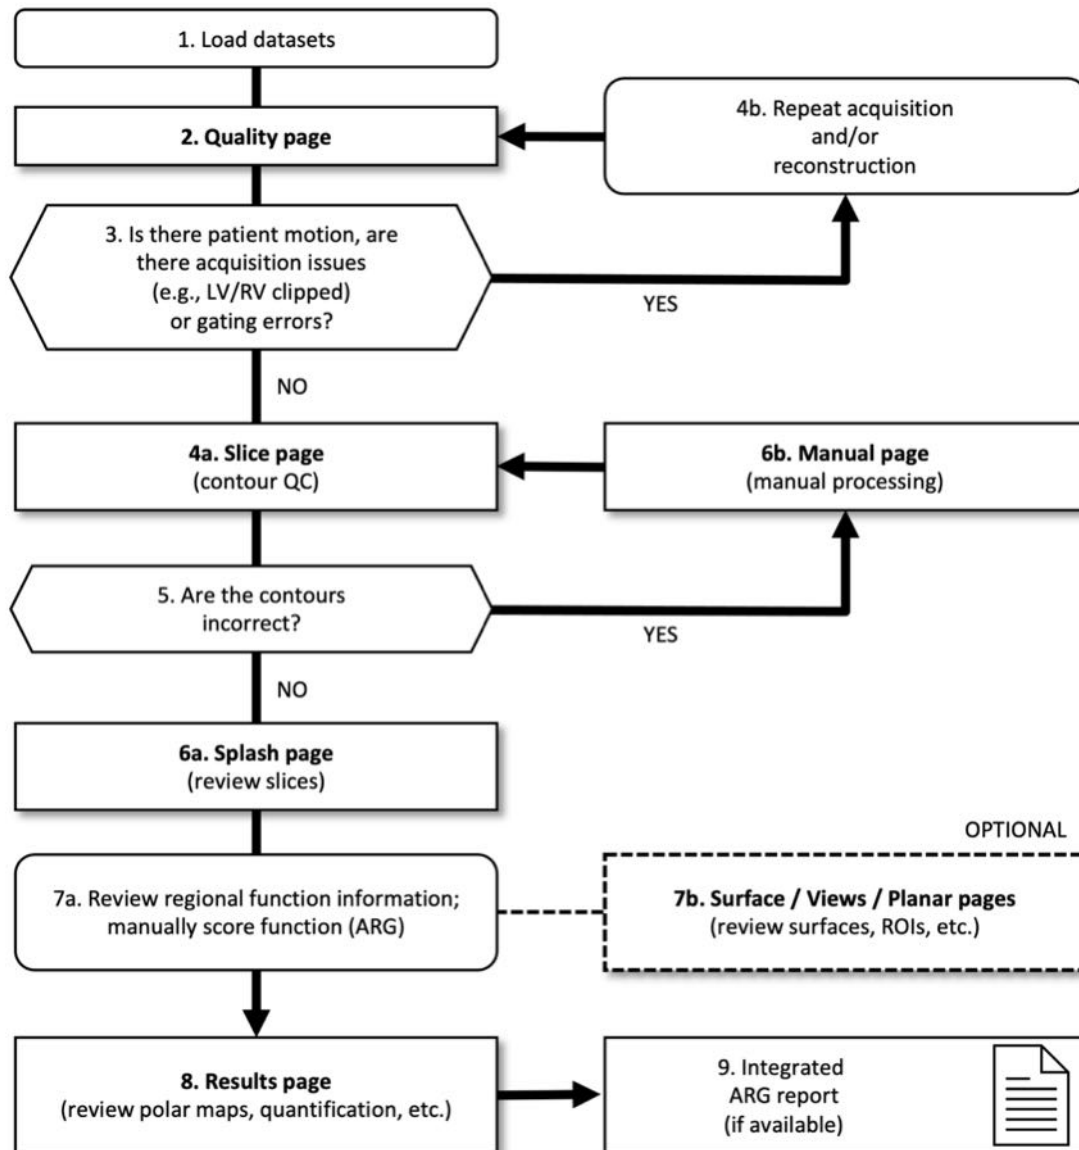 1. Load datasets
2. Quality page
4b. Repeat acquisition
and/or
reconstruction
3. Is there patient motion, are
there acquisition issues
(e.g., LV/RV clipped)
or gating errors?
YES
NO
4a. Slice page
(contour QC)
6b. Manual page
(manual processing)
5. Are the contours
incorrect?
YES
NO
6a. Splash page
(review slices)
OPTIONAL
7a. Review regional function information;
manually score function (ARG)
7b. Surface / Views / Planar pages
(review surfaces, ROIs, etc.)
8. Results page
(review polar maps, quantification, etc.)
9. Integrated
ARG report
(if available)